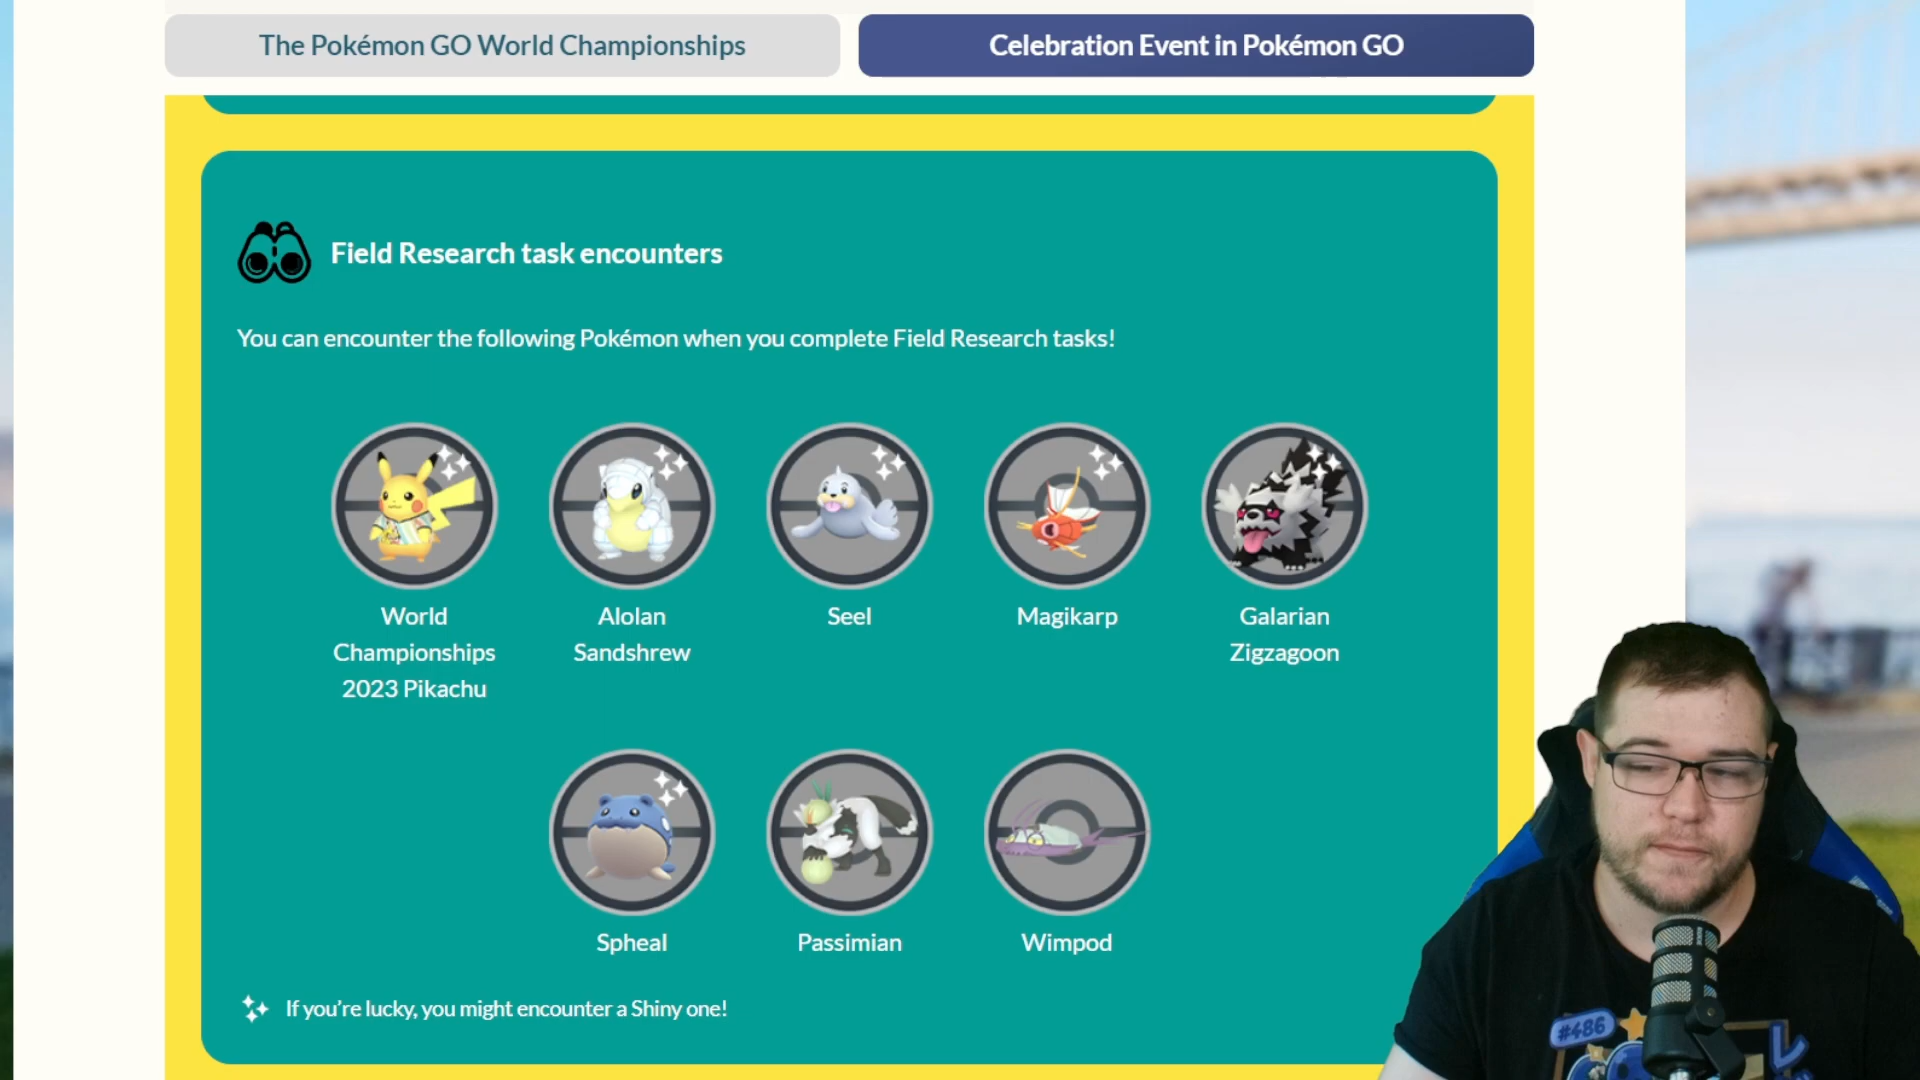 The Pokémon GO World Championships
Celebration Event in Pokémon GO
Field Research task encounters
You can encounter the following Pokémon when you complete Field Research tasks!
World
Championships
2023 Pikachu
Alolan
Sandshrew
Seel
Magikarp
Galarian
Zigzagoon
Spheal
Passimian
Wimpod
If you're lucky, you might encounter a Shiny one!
#486